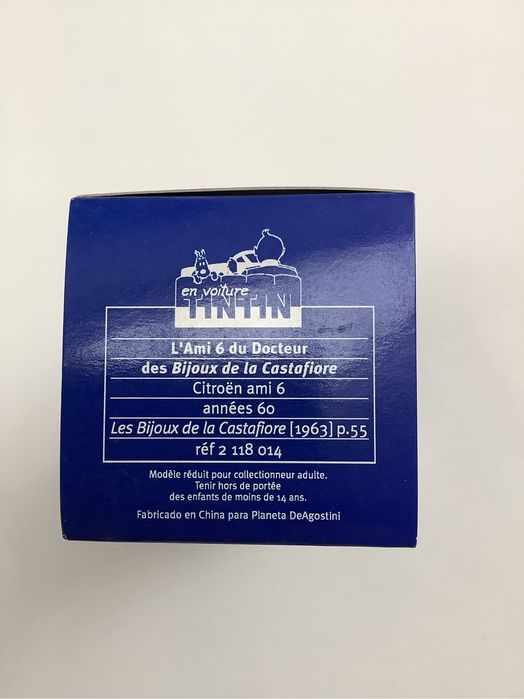 en voiture
TINTIN
L'Ami 6 du Docteur
des Bijoux de la Castafiore
Citroën ami 6
années 60
Les Bijoux de la Castafiore [1963] p.55
réf 2 118 014
Modèle réduit pour collectionneur adulte.
Tenir hors de portée
des enfants de moins de 14 ans.
Fabricado en China para Planeta DeAgostini